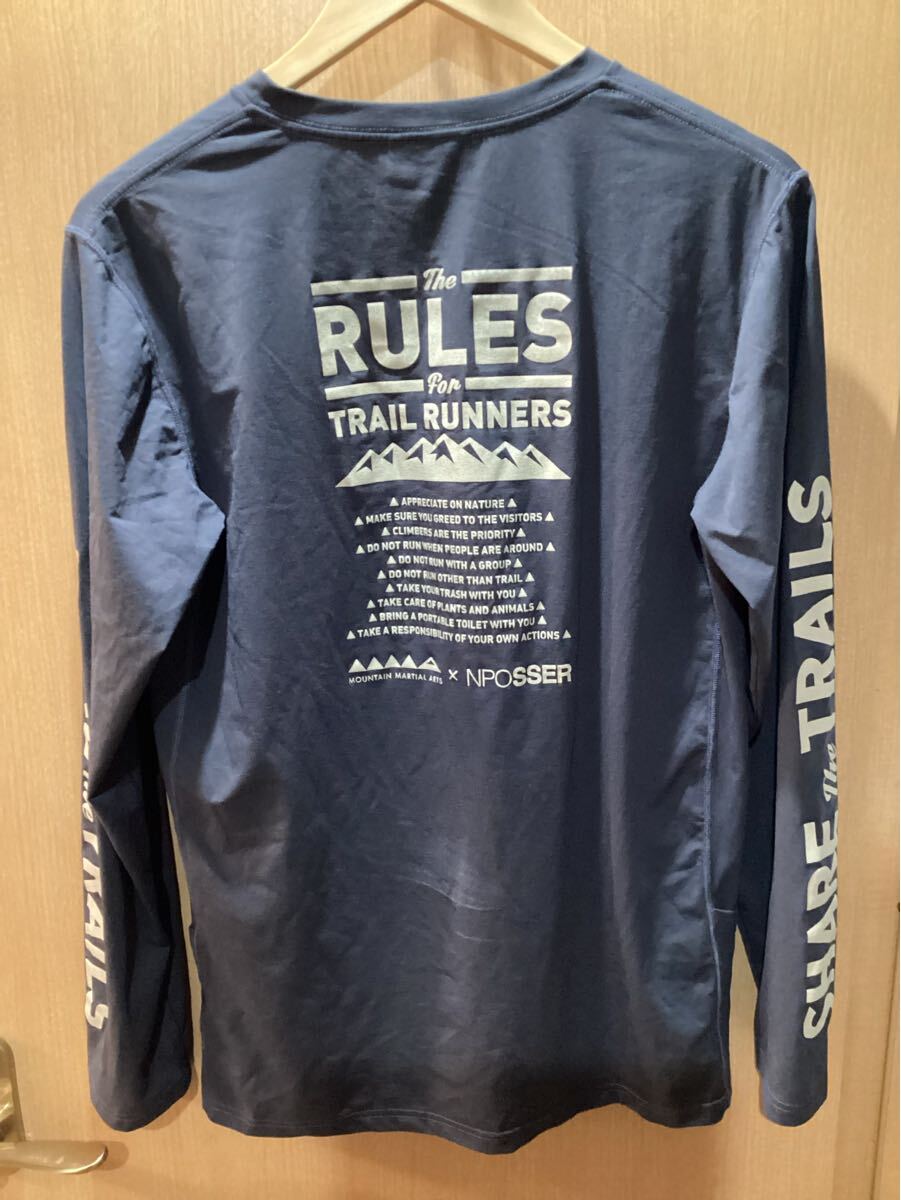 The
RULES
For
TRAIL RUNNERS
▲ APPRECIATE ON NATURE ▲
▲ MAKE SURE YOU GREED TO THE VISITORS ▲
▲ CLIMBERS ARE THE PRIORITY ▲
▲ DO NOT RUN WHEN PEOPLE ARE AROUND ▲
▲ DO NOT RUN WITH A GROUP ▲
▲ DO NOT RUN OTHER THAN TRAIL ▲
▲ TAKE YOUR TRASH WITH YOU ▲
▲ TAKE CARE OF PLANTS AND ANIMALS ▲
▲ BRING A PORTABLE TOILET WITH YOU ▲
▲ TAKE A RESPONSIBILITY OF YOUR OWN ACTIONS ▲
MOUNTAIN MARTIAL ARTS × NPOSSER
SHARE the TRAILS
the TRAILS